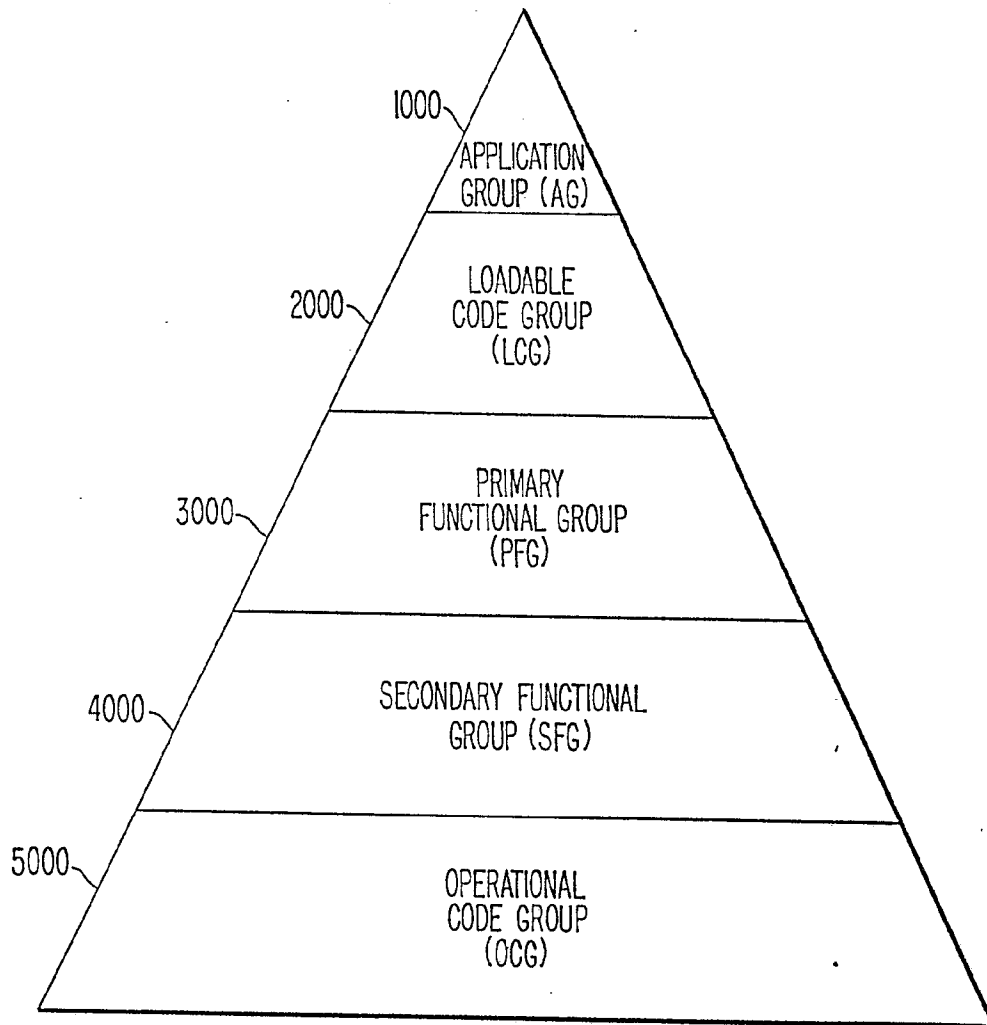 1000
APPLICATION
GROUP (AG)
2000
LOADABLE
CODE GROUP
(LCG)
3000
PRIMARY
FUNCTIONAL GROUP
(PFG)
4000
SECONDARY FUNCTIONAL
GROUP (SFG)
5000
OPERATIONAL
CODE GROUP
(OCG)